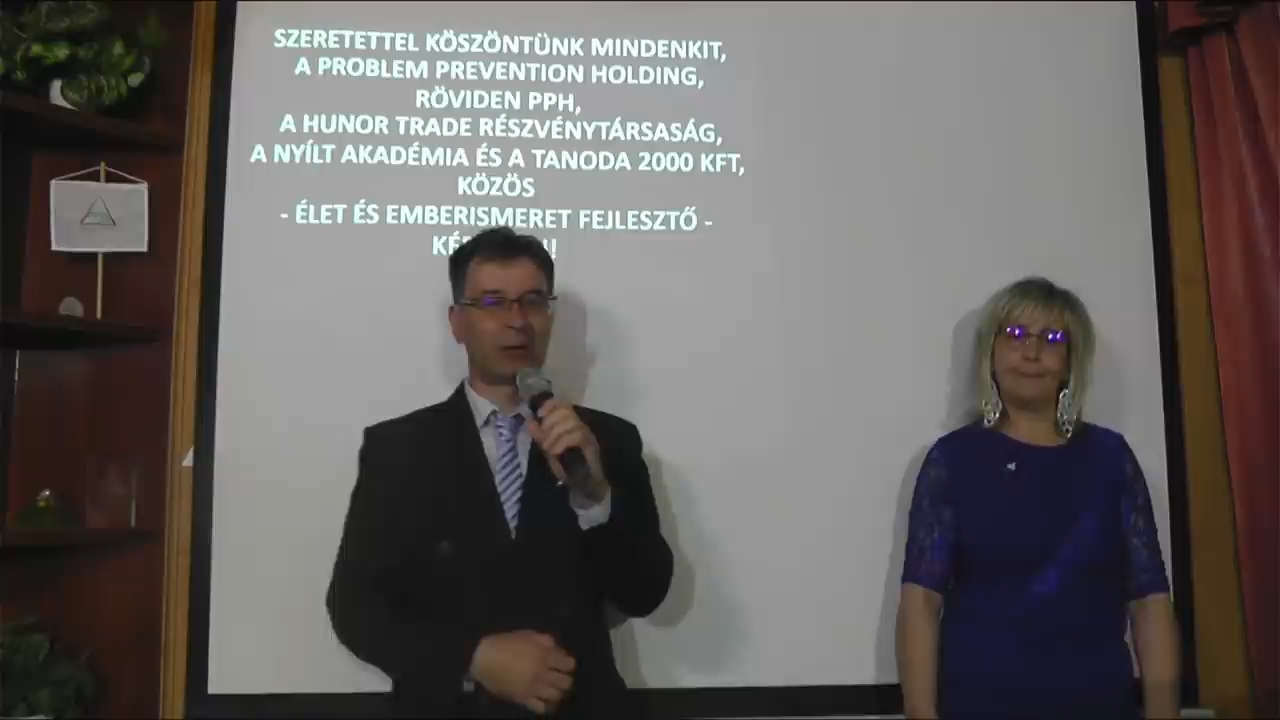 SZERETETTEL KÖSZÖNTÜNK MINDENKIT,
A PROBLEM PREVENTION HOLDING,
RÖVIDEN PPH,
A HUNOR TRADE RÉSZVÉNYTÁRSASÁG,
A NYÍLT AKADÉMIA ÉS A TANODA 2000 KFT,
KÖZÖS
- ÉLET ÉS EMBERISMERET FEJLESZTŐ -